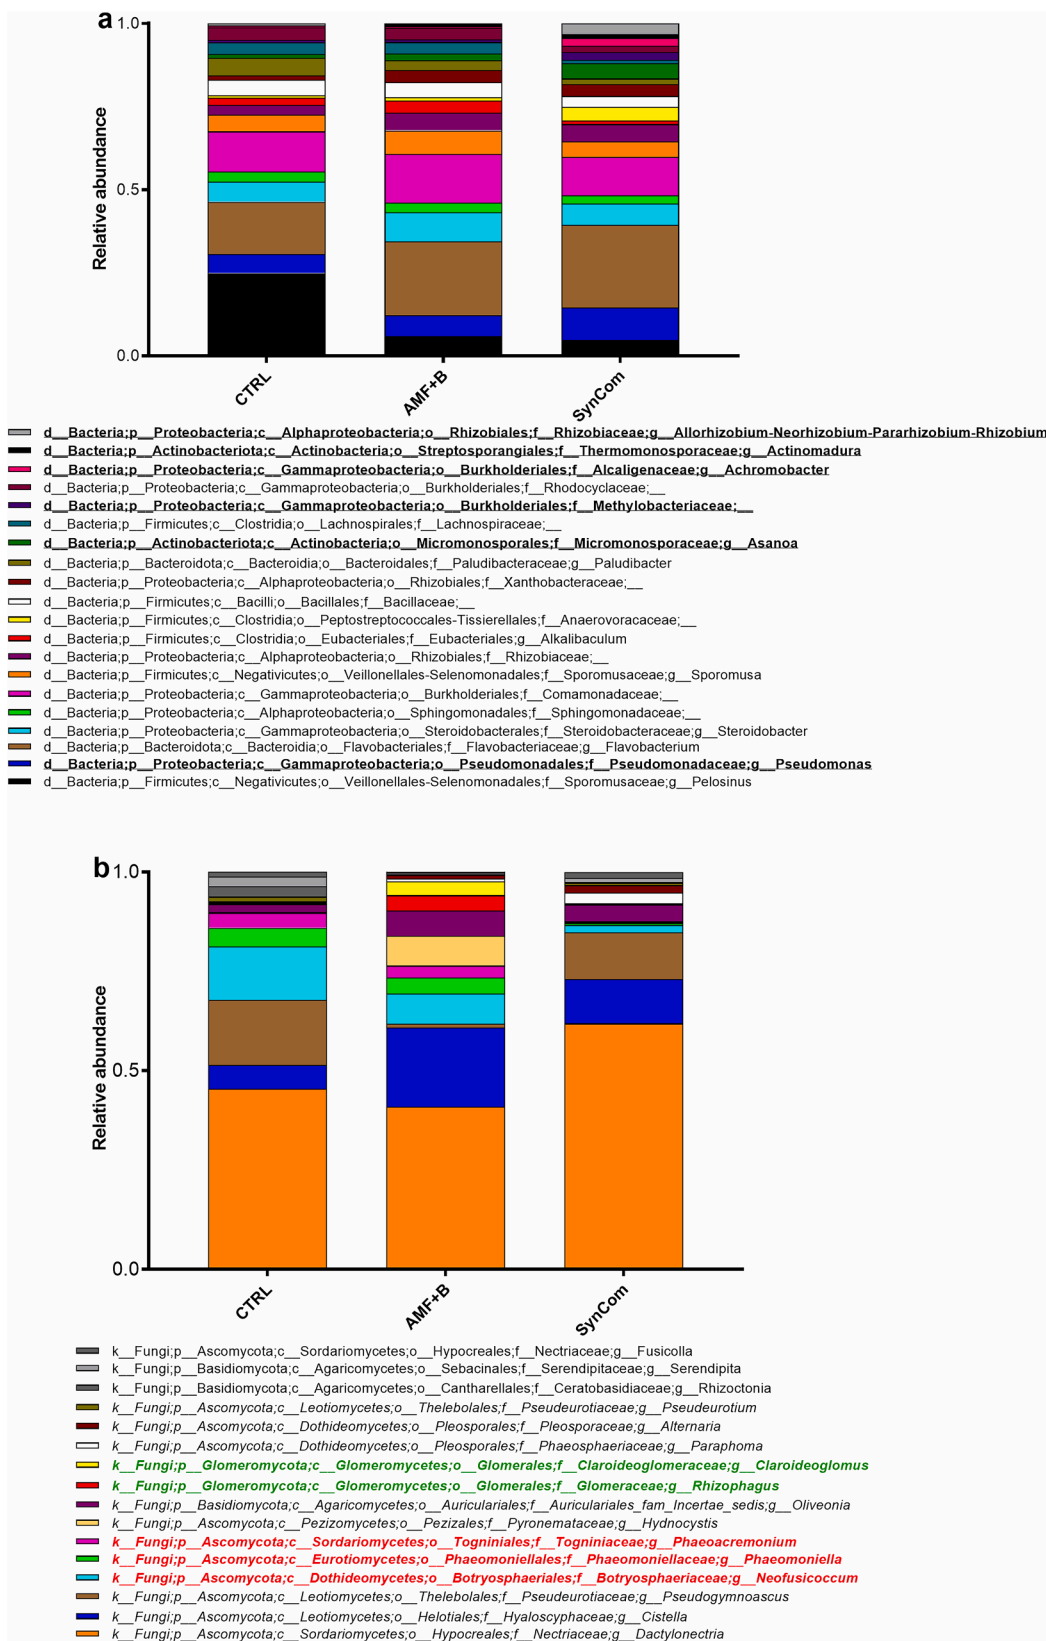 a
1.0
0.5
0.0
Relative abundance
CTRL
AMF+B
SynCom
d__Bacteria;p__Proteobacteria;c__Alphaproteobacteria;o__Rhizobiales;f__Rhizobiaceae;g__Allorhizobium-Neorhizobium-Pararhizobium-Rhizobium
d__Bacteria;p__Actinobacteriota;c__Actinobacteria;o__Streptosporangiales;f__Thermomonosporaceae;g__Actinomadura
d__Bacteria;p__Proteobacteria;c__Gammaproteobacteria;o__Burkholderiales;f__Alcaligenaceae;g__Achromobacter
d__Bacteria;p__Proteobacteria;c__Gammaproteobacteria;o__Burkholderiales;f__Rhodocyclaceae;__
d__Bacteria;p__Proteobacteria;c__Gammaproteobacteria;o__Burkholderiales;f__Methylobacteriaceae;__
d__Bacteria;p__Firmicutes;c__Clostridia;o__Lachnospirales;f__Lachnospiraceae;__
d__Bacteria;p__Actinobacteriota;c__Actinobacteria;o__Micromonosporales;f__Micromonosporaceae;g__Asanoa
d__Bacteria;p__Bacteroidota;c__Bacteroidia;o__Bacteroidales;f__Paludibacteraceae;g__Paludibacter
d__Bacteria;p__Proteobacteria;c__Alphaproteobacteria;o__Rhizobiales;f__Xanthobacteraceae;__
d__Bacteria;p__Firmicutes;c__Bacilli;o__Bacillales;f__Bacillaceae;__
d__Bacteria;p__Firmicutes;c__Clostridia;o__Peptostreptococcales-Tissierellales;f__Anaerovoracaceae;__
d__Bacteria;p__Firmicutes;c__Clostridia;o__Eubacteriales;f__Eubacteriales;g__Alkalibaculum
d__Bacteria;p__Proteobacteria;c__Alphaproteobacteria;o__Rhizobiales;f__Rhizobiaceae;__
d__Bacteria;p__Firmicutes;c__Negativicutes;o__Veillonellales-Selenomonadales;f__Sporomusaceae;g__Sporomusa
d__Bacteria;p__Proteobacteria;c__Gammaproteobacteria;o__Burkholderiales;f__Comamonadaceae;__
d__Bacteria;p__Proteobacteria;c__Alphaproteobacteria;o__Sphingomonadales;f__Sphingomonadaceae;__
d__Bacteria;p__Proteobacteria;c__Gammaproteobacteria;o__Steroidobacterales;f__Steroidobacteraceae;g__Steroidobacter
d__Bacteria;p__Bacteroidota;c__Bacteroidia;o__Flavobacteriales;f__Flavobacteriaceae;g__Flavobacterium
d__Bacteria;p__Proteobacteria;c__Gammaproteobacteria;o__Pseudomonadales;f__Pseudomonadaceae;g__Pseudomonas
d__Bacteria;p__Firmicutes;c__Negativicutes;o__Veillonellales-Selenomonadales;f__Sporomusaceae;g__Pelosinus
b
1.0
0.5
0.0
Relative abundance
CTRL
AMF+B
SynCom
k__Fungi;p__Ascomycota;c__Sordariomycetes;o__Hypocreales;f__Nectriaceae;g__Fusicolla
k__Fungi;p__Basidiomycota;c__Agaricomycetes;o__Sebacinales;f__Serendipitaceae;g__Serendipita
k__Fungi;p__Basidiomycota;c__Agaricomycetes;o__Cantharellales;f__Ceratobasidiaceae;g__Rhizoctonia
k__Fungi;p__Ascomycota;c__Leotiomycetes;o__Thelebolales;f__Pseudeurotiaceae;g__Pseudeurotium
k__Fungi;p__Ascomycota;c__Dothideomycetes;o__Pleosporales;f__Pleosporaceae;g__Alternaria
k__Fungi;p__Ascomycota;c__Dothideomycetes;o__Pleosporales;f__Phaeosphaeriaceae;g__Paraphoma
k__Fungi;p__Glomeromycota;c__Glomeromycetes;o__Glomerales;f__Claroideoglomeraceae;g__Claroideoglomus
k__Fungi;p__Glomeromycota;c__Glomeromycetes;o__Glomerales;f__Glomeraceae;g__Rhizophagus
k__Fungi;p__Basidiomycota;c__Agaricomycetes;o__Auriculariales;f__Auriculariales_fam_Incertae_sedis;g__Oliveonia
k__Fungi;p__Ascomycota;c__Pezizomycetes;o__Pezizales;f__Pyronemataceae;g__Hydnocystis
k__Fungi;p__Ascomycota;c__Sordariomycetes;o__Togniniales;f__Togniniaceae;g__Phaeoacremonium
k__Fungi;p__Ascomycota;c__Eurotiomycetes;o__Phaeomoniellales;f__Phaeomoniellaceae;g__Phaeomoniella
k__Fungi;p__Ascomycota;c__Dothideomycetes;o__Botryosphaeriales;f__Botryosphaeriaceae;g__Neofusicoccum
k__Fungi;p__Ascomycota;c__Leotiomycetes;o__Thelebolales;f__Pseudeurotiaceae;g__Pseudogymnoascus
k__Fungi;p__Ascomycota;c__Leotiomycetes;o__Helotiales;f__Hyaloscyphaceae;g__Cistella
k__Fungi;p__Ascomycota;c__Sordariomycetes;o__Hypocreales;f__Nectriaceae;g__Dactylonectria